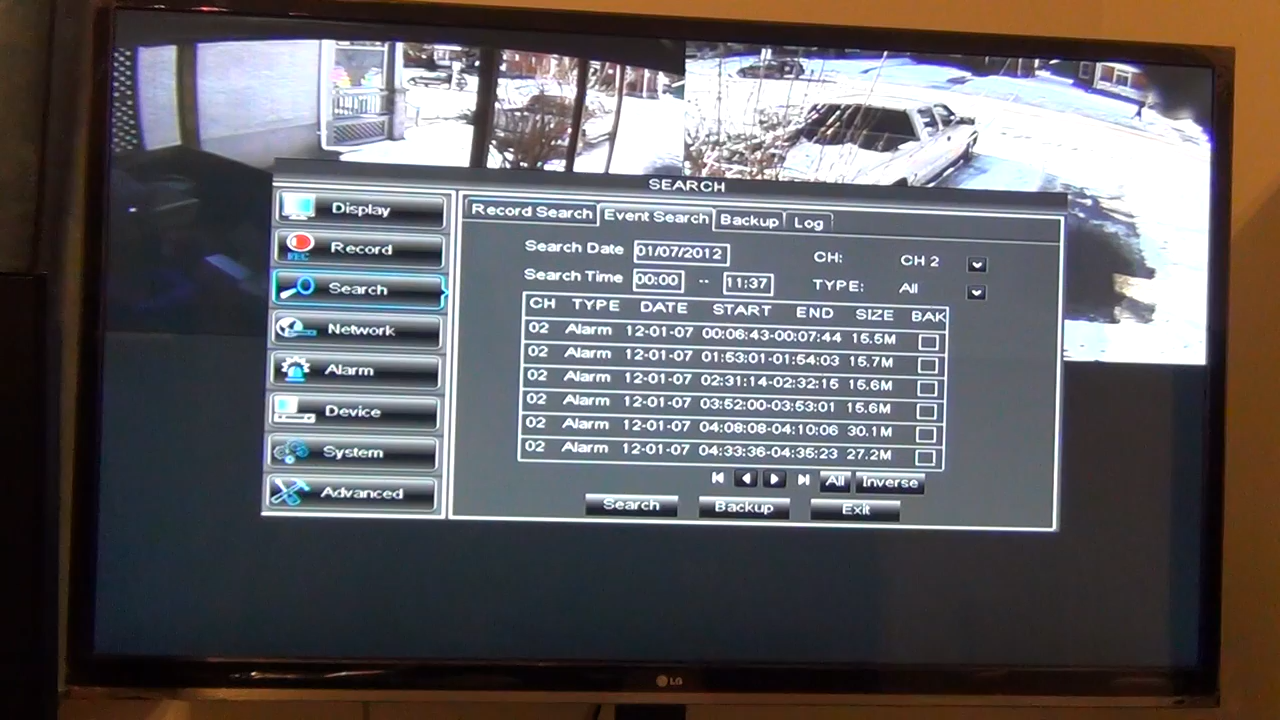 SEARCH
Display
Record
REC
Search
Network
Alarm
Device
System
Advanced
Record Search Event Search Backup Log
Search Date 01/07/2012 CH: CH 2
Search Time 00:00 -- 11:37 TYPE: All
CH TYPE DATE START END SIZE BAK
02 Alarm 12-01-07 00:06:43-00:07:44 15.5M
02 Alarm 12-01-07 01:53:01-01:54:03 15.7M
02 Alarm 12-01-07 02:31:14-02:32:15 15.6M
02 Alarm 12-01-07 03:52:00-03:53:01 15.6M
02 Alarm 12-01-07 04:08:08-04:10:06 30.1M
02 Alarm 12-01-07 04:33:36-04:35:23 27.2M
All Inverse
Search Backup Exit
LG